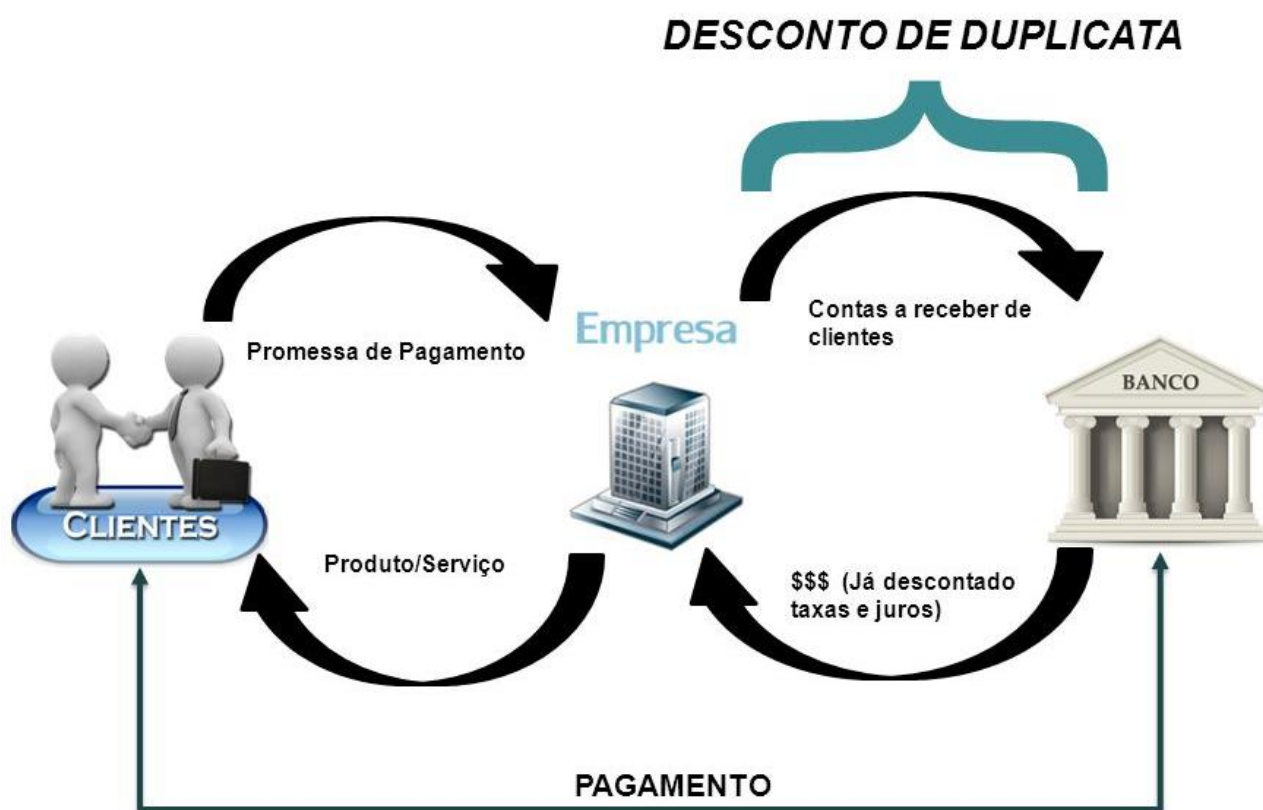 DESCONTO DE DUPLICATA
Promessa de Pagamento
Empresa
Contas a receber de
clientes
BANCO
CLIENTES
Produto/Serviço
$$$ (Já descontado
taxas e juros)
PAGAMENTO